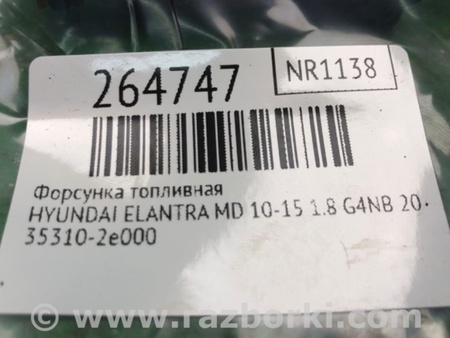 264747
NR1138
Форсунка топливная
HYUNDAI ELANTRA MD 10-15 1.8 G4NB 20
35310-2e000
www.razborki.com